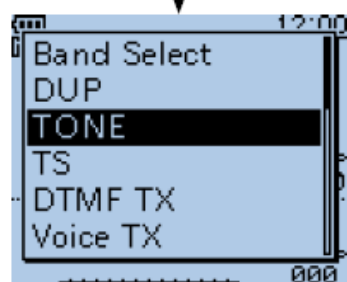 12:00
Band Select
DUP
TONE
TS
DTMF TX
Voice TX
000